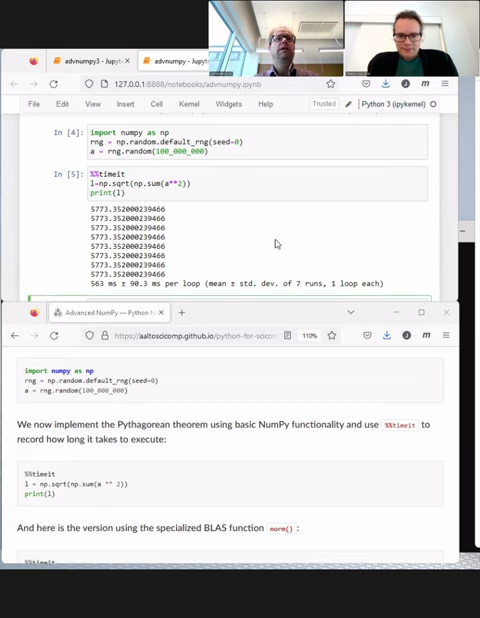 advnumpy3 - Jupyt
advnumpy - Jupyt
127.0.0.1:8888/notebooks/advnumpy.ipynb
File Edit View Insert Cell Kernel Widgets Help Trusted Python 3 (ipykernel)
In [4]: import numpy as np
rng = np.random.default_rng(seed=0)
a = rng.random(100_000_000)
In [5]: %%timeit
l=np.sqrt(np.sum(a**2))
print(l)
5773.352000239466
5773.352000239466
5773.352000239466
5773.352000239466
5773.352000239466
5773.352000239466
5773.352000239466
5773.352000239466
563 ms ± 90.3 ms per loop (mean ± std. dev. of 7 runs, 1 loop each)
Advanced NumPy — Python f
https://aaltoscicomp.github.io/python-for-scicom 110%
import numpy as np
rng = np.random.default_rng(seed=0)
a = rng.random(100_000_000)
We now implement the Pythagorean theorem using basic NumPy functionality and use %%timeit to
record how long it takes to execute:
%%timeit
l = np.sqrt(np.sum(a ** 2))
print(l)
And here is the version using the specialized BLAS function norm() :
%%timeit